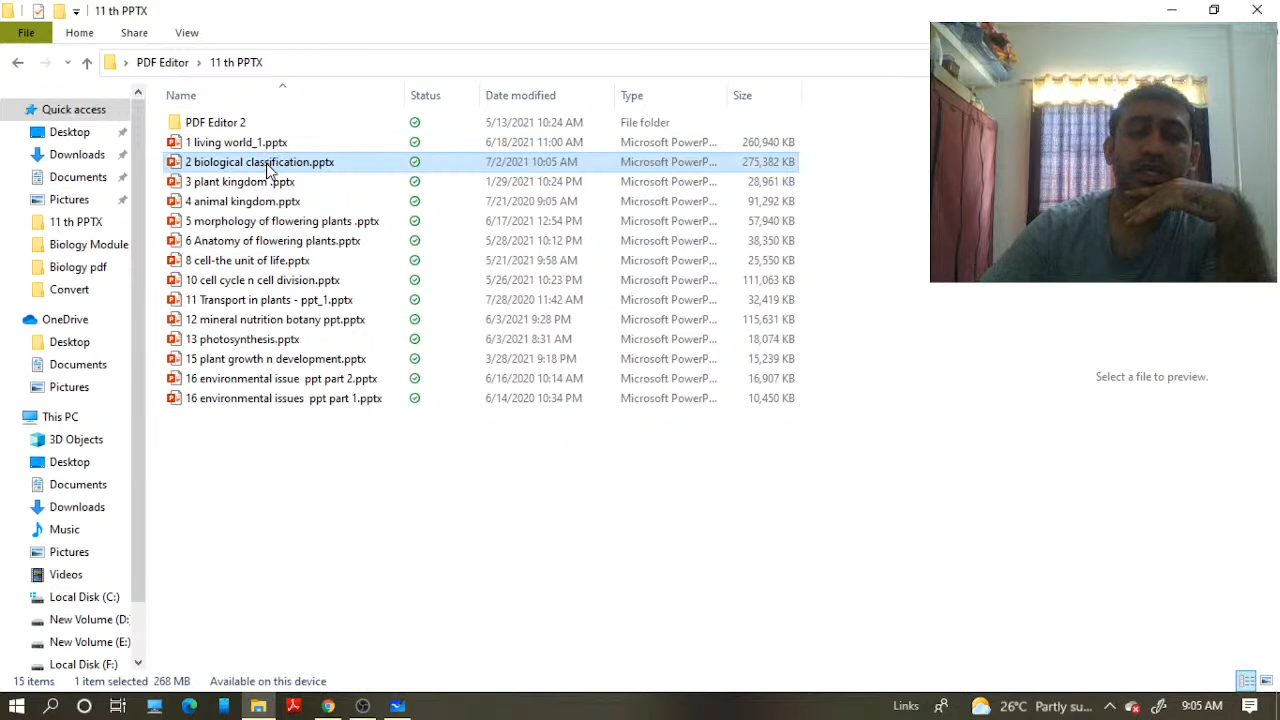 11 th PPTX
File Home Share View
PDF Editor 11 th PPTX
Name Status Date modified Type Size
Quick access
Desktop
Downloads
Documents
Pictures
11 th PPTX
Biology Module
Biology pdf
Convert
OneDrive
Desktop
Documents
Pictures
This PC
3D Objects
Desktop
Documents
Downloads
Music
Pictures
Videos
Local Disk (C:)
New Volume (D:
New Volume (E:)
Local Disk (F:)
PDF Editor 2 5/13/2021 10:24 AM File folder
1 living world_1.pptx 6/18/2021 11:00 AM Microsoft PowerP... 260,940 KB
2 biological classification.pptx 7/2/2021 10:05 AM Microsoft PowerP... 275,382 KB
3 plant kingdom .pptx 1/29/2021 10:24 PM Microsoft PowerP... 28,961 KB
4 animal kingdom.pptx 7/21/2020 9:05 AM Microsoft PowerP... 91,292 KB
5 morphology of flowering plants .pptx 6/17/2021 12:54 PM Microsoft PowerP... 57,940 KB
6 Anatomy of flowering plants.pptx 5/28/2021 10:12 PM Microsoft PowerP... 38,350 KB
8 cell-the unit of life.pptx 5/21/2021 9:58 AM Microsoft PowerP... 25,550 KB
10 cell cycle n cell division.pptx 5/26/2021 10:23 PM Microsoft PowerP... 111,063 KB
11 Transport in plants - ppt_1.pptx 7/28/2020 11:42 AM Microsoft PowerP... 32,419 KB
12 mineral nutrition botany ppt.pptx 6/3/2021 9:28 PM Microsoft PowerP... 115,631 KB
13 photosynthesis.pptx 6/3/2021 8:31 AM Microsoft PowerP... 18,074 KB
15 plant growth n development.pptx 3/28/2021 9:18 PM Microsoft PowerP... 15,239 KB
16 environmental issue ppt part 2.pptx 6/16/2020 10:14 AM Microsoft PowerP... 16,907 KB
16 environmental issues ppt part 1.pptx 6/14/2020 10:34 PM Microsoft PowerP... 10,450 KB
Select a file to preview.
15 items 1 item selected 268 MB Available on this device
Links 26°C Partly su... 9:05 AM